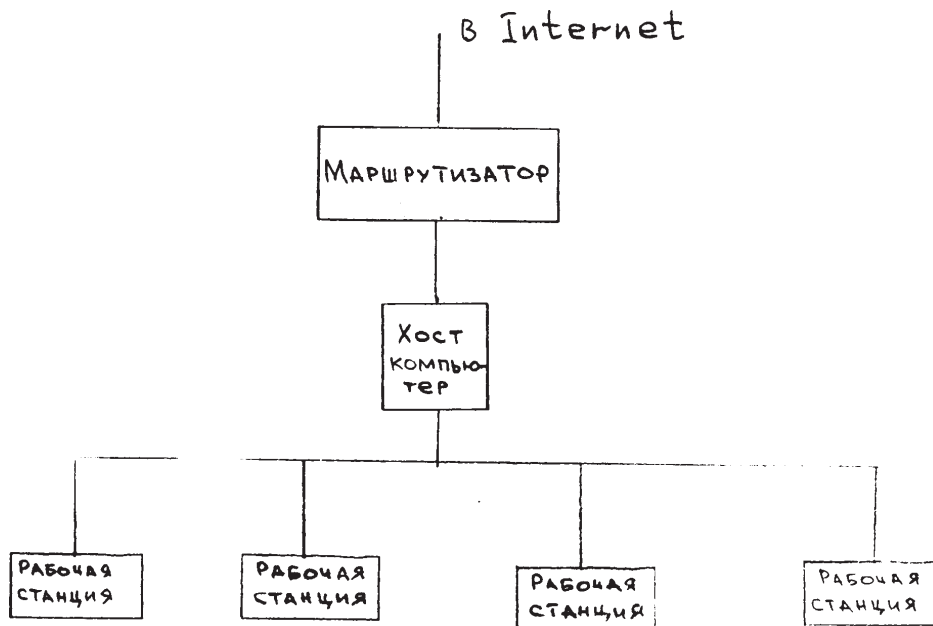 в Internet
Маршрутизатор
Хост
компью-
тер
Рабочая
станция
Рабочая
станция
Рабочая
станция
Рабочая
станция